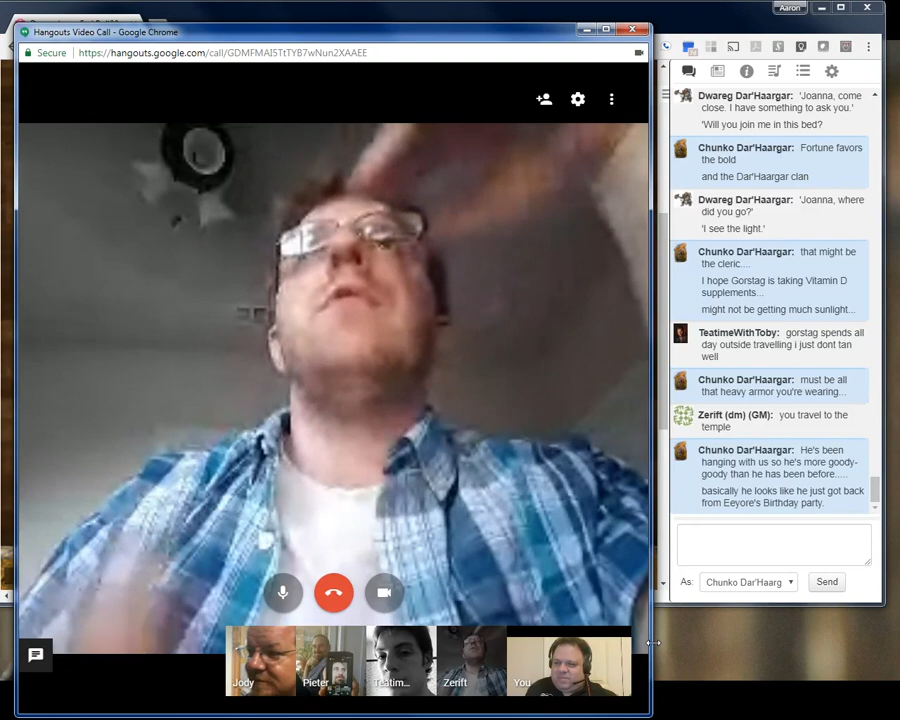 Aaron
Hangouts Video Call - Google Chrome
Secure
https://hangouts.google.com/call/GDMFMAI5TtTYB7wNun2XAAEE
Dwareg Dar'Haargar: 'Joanna, come
close. I have something to ask you.'
'Will you join me in this bed?
Chunko Dar'Haargar: Fortune favors
the bold
and the Dar'Haargar clan
Dwareg Dar'Haargar: 'Joanna, where
did you go?'
'I see the light.'
Chunko Dar'Haargar: that might be
the cleric....
I hope Gorstag is taking Vitamin D
supplements...
might not be getting much sunlight...
TeatimeWithToby: gorstag spends all
day outside travelling i just dont tan
well
Chunko Dar'Haargar: must be all
that heavy armor you're wearing...
Zerift (dm) (GM): you travel to the
temple
Chunko Dar'Haargar: He's been
hanging with us so he's more goody-
goody than he has been before.....
basically he looks like he just got back
from Eeyore's Birthday party.
As: Chunko Dar'Haarg Send
Jody Pieter Teatim... Zerift You